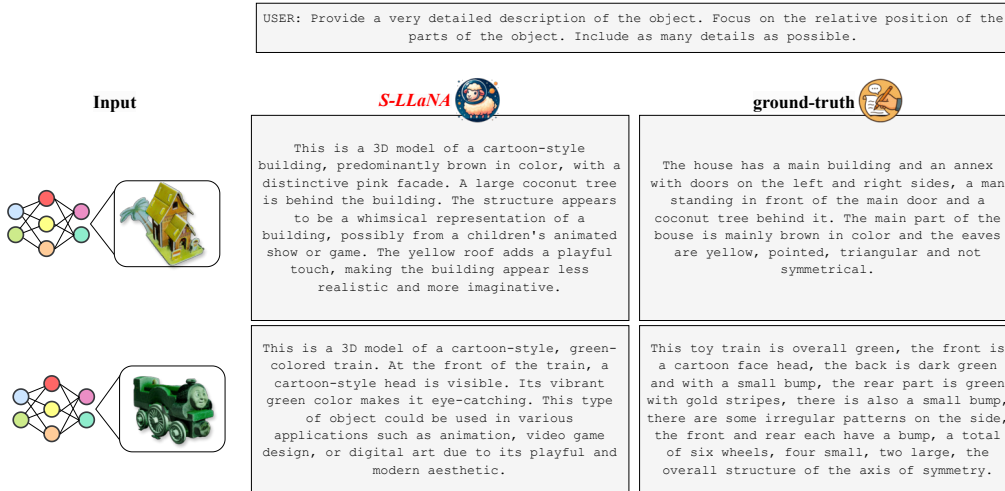 USER: Provide a very detailed description of the object. Focus on the relative position of the
parts of the object. Include as many details as possible.
Input
S-LLaNA
ground-truth
This is a 3D model of a cartoon-style
building, predominantly brown in color, with a
distinctive pink facade. A large coconut tree
is behind the building. The structure appears
to be a whimsical representation of a
building, possibly from a children's animated
show or game. The yellow roof adds a playful
touch, making the building appear less
realistic and more imaginative.
The house has a main building and an annex
with doors on the left and right sides, a man
standing in front of the main door and a
coconut tree behind it. The main part of the
bouse is mainly brown in color and the eaves
are yellow, pointed, triangular and not
symmetrical.
This is a 3D model of a cartoon-style, green-
colored train. At the front of the train, a
cartoon-style head is visible. Its vibrant
green color makes it eye-catching. This type
of object could be used in various
applications such as animation, video game
design, or digital art due to its playful and
modern aesthetic.
This toy train is overall green, the front is
a cartoon face head, the back is dark green
and with a small bump, the rear part is green
with gold stripes, there is also a small bump,
there are some irregular patterns on the side,
the front and rear each have a bump, a total
of six wheels, four small, two large, the
overall structure of the axis of symmetry.